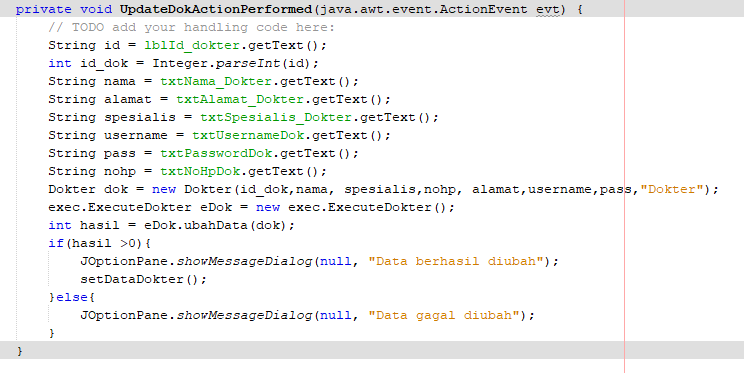 private void UpdateDokActionPerformed(java.awt.event.ActionEvent evt) {
    // TODO add your handling code here:
    String id = lblId_dokter.getText();
    int id_dok = Integer.parseInt(id);
    String nama = txtNama_Dokter.getText();
    String alamat = txtAlamat_Dokter.getText();
    String spesialis = txtSpesialis_Dokter.getText();
    String username = txtUsernameDok.getText();
    String pass = txtPasswordDok.getText();
    String nohp = txtNoHpDok.getText();
    Dokter dok = new Dokter(id_dok,nama, spesialis,nohp, alamat,username,pass,"Dokter");
    exec.ExecuteDokter eDok = new exec.ExecuteDokter();
    int hasil = eDok.ubahData(dok);
    if(hasil >0){
        JOptionPane.showMessageDialog(null, "Data berhasil diubah");
        setDataDokter();
    }else{
        JOptionPane.showMessageDialog(null, "Data gagal diubah");
    }
}